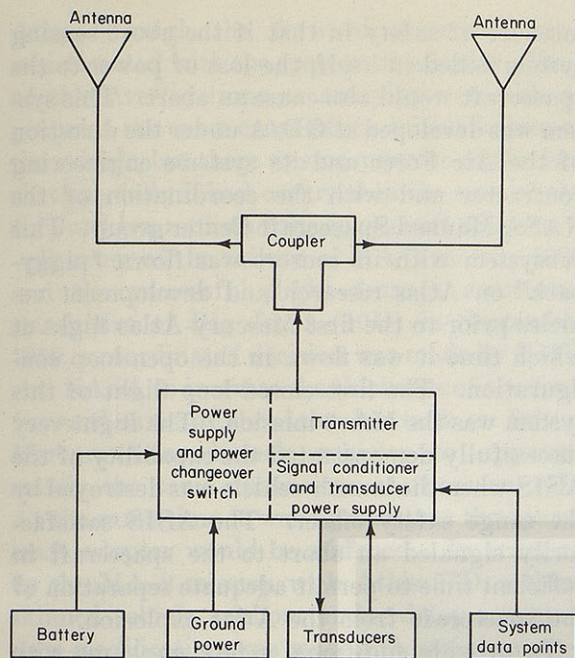 Antenna
Antenna
Coupler
Power
supply
and power
changeover
switch
Transmitter
Signal conditioner
and transducer
power supply
Battery
Ground
power
Transducers
System
data points